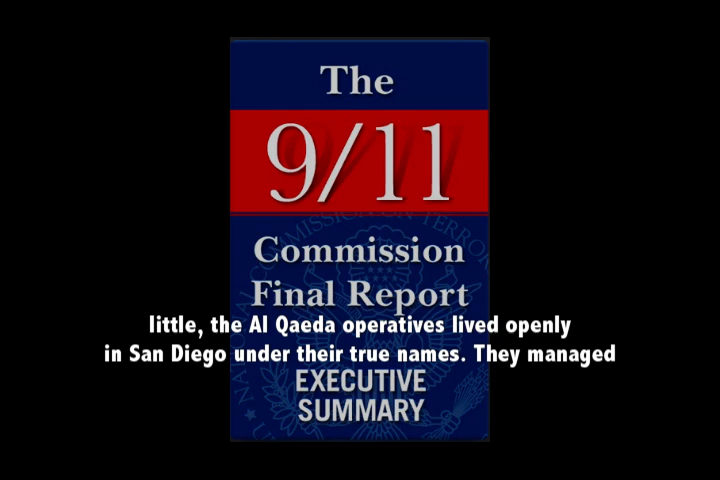 The
9/11
Commission
Final Report
little, the Al Qaeda operatives lived openly
in San Diego under their true names. They managed
EXECUTIVE
SUMMARY